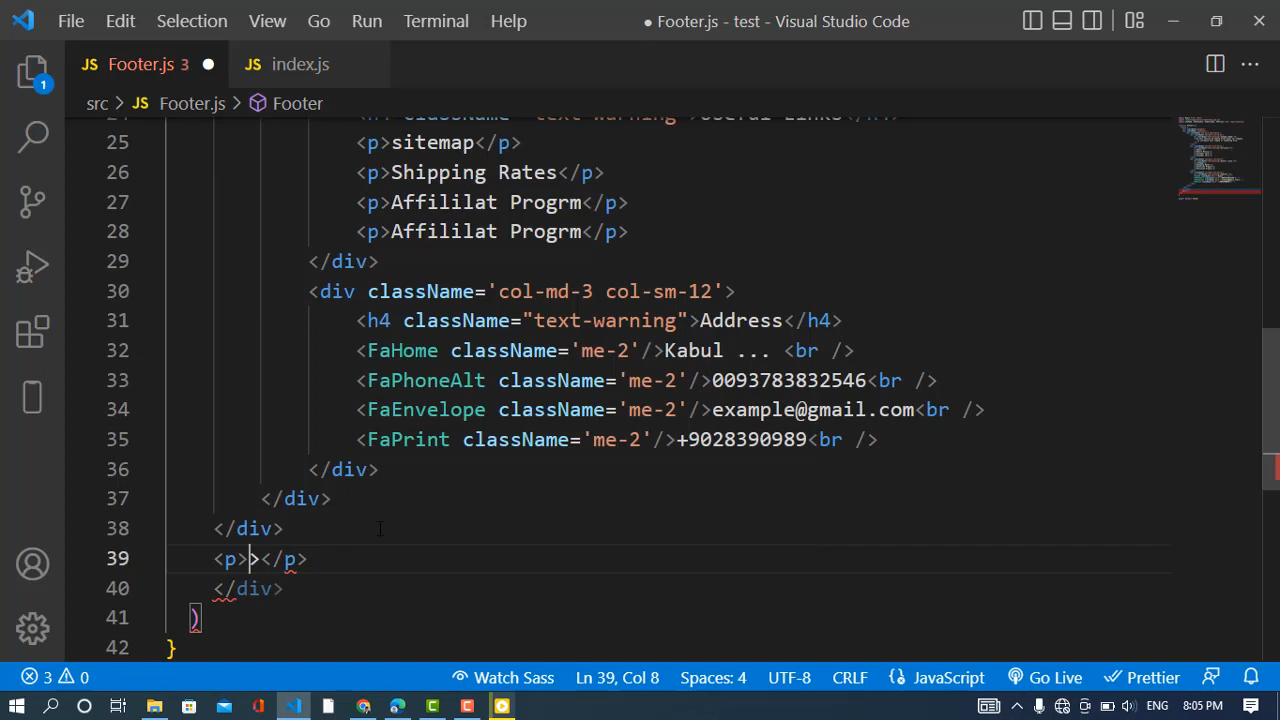 File Edit Selection View Go Run Terminal Help ● Footer.js - test - Visual Studio Code
JS Footer.js 3 ● JS index.js
src > JS Footer.js > Footer
25 <p>sitemap</p>
26 <p>Shipping Rates</p>
27 <p>Affililat Progrm</p>
28 <p>Affililat Progrm</p>
29 </div>
30 <div className='col-md-3 col-sm-12'>
31 <h4 className="text-warning">Address</h4>
32 <FaHome className='me-2'/>Kabul ... <br />
33 <FaPhoneAlt className='me-2'/>0093783832546<br />
34 <FaEnvelope className='me-2'/>example@gmail.com<br />
35 <FaPrint className='me-2'/>+9028390989<br />
36 </div>
37 </div>
38 </div>
39 <p>></p>
40 </div>
41 )
42 }
1
3 0 Watch Sass Ln 39, Col 8 Spaces: 4 UTF-8 CRLF JavaScript Go Live Prettier
ENG 8:05 PM